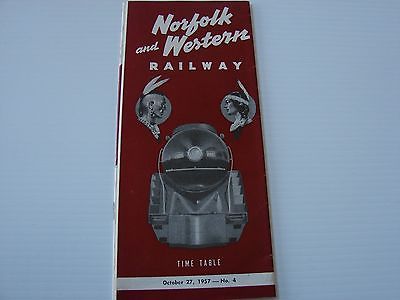 Norfolk
and Western
RAILWAY
TIME TABLE
October 27, 1957 — No. 4